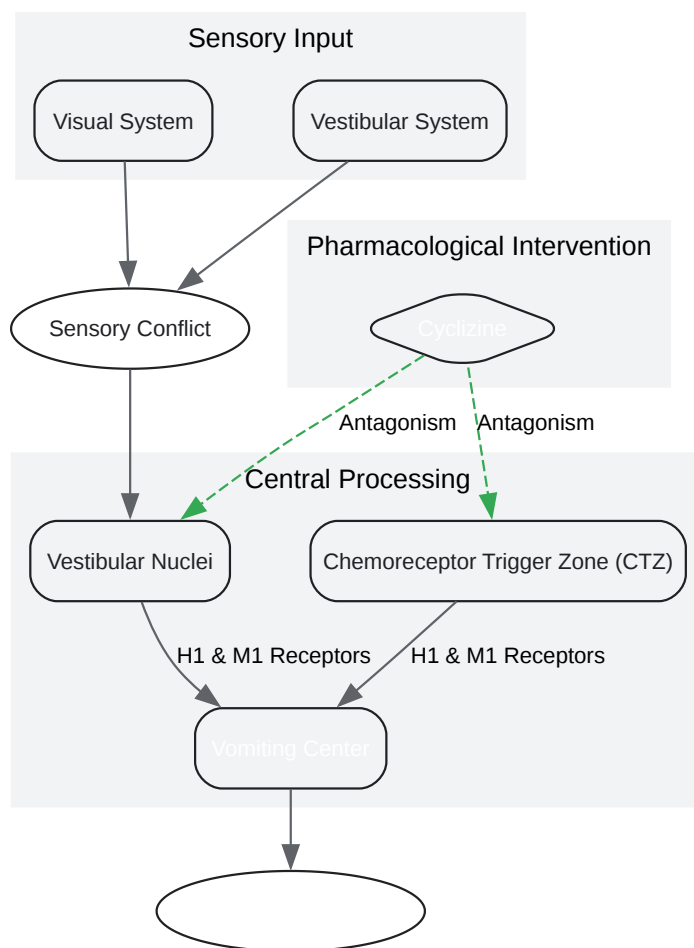 Sensory Input
Visual System
Vestibular System
Pharmacological Intervention
Sensory Conflict
Cyclizine
Antagonism
Antagonism
Central Processing
Vestibular Nuclei
Chemoreceptor Trigger Zone (CTZ)
H1 & M1 Receptors
H1 & M1 Receptors
Vomiting Center